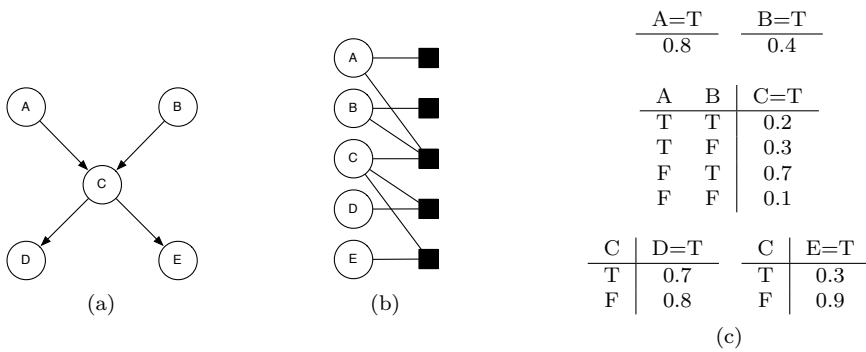 A
B
C
D
E
(a)
A
B
C
D
E
(b)
A=T B=T
0.8 0.4
A B C=T
T T 0.2
T F 0.3
F T 0.7
F F 0.1
C D=T C E=T
T 0.7 T 0.3
F 0.8 F 0.9
(c)